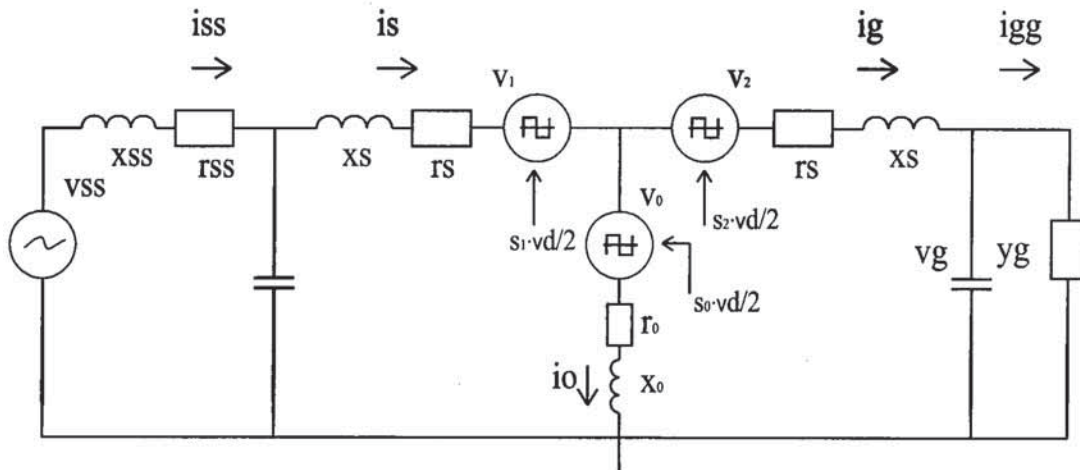 iss
is
ig
igg
v₁
v₂
xss
rss
xs
rs
rs
xs
vss
v₀
s₁·vd/2
s₂·vd/2
vg
yg
s₀·vd/2
r₀
io
x₀